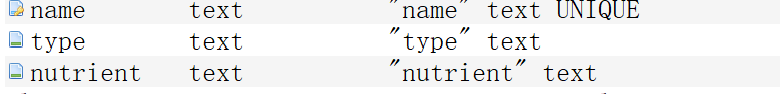 name text "name" text UNIQUE
type text "type" text
nutrient text "nutrient" text